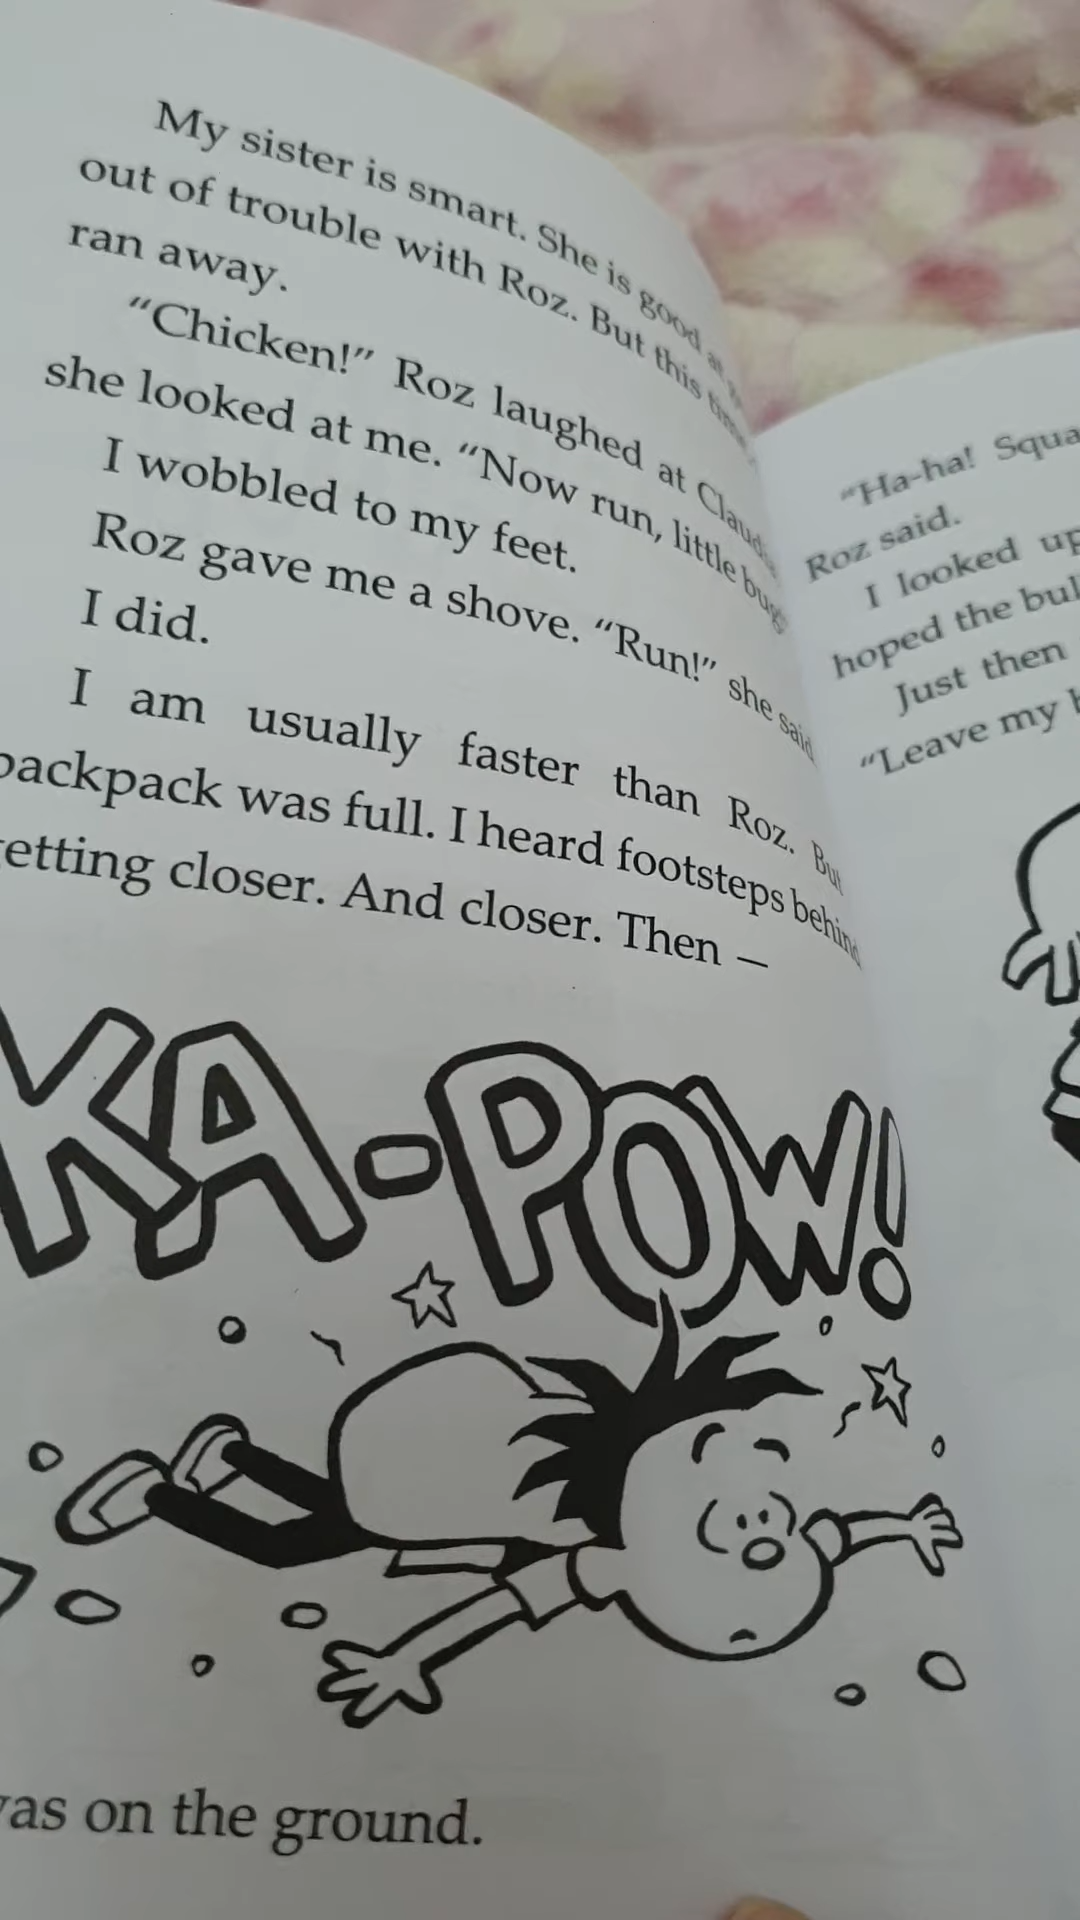 My sister is smart. She is good at
out of trouble with Roz. But this time
ran away.
“Chicken!” Roz laughed at Claudia
she looked at me. “Now run, little bug
I wobbled to my feet.
Roz gave me a shove. “Run!” she said
I did.
I am usually faster than Roz. But
backpack was full. I heard footsteps behind
etting closer. And closer. Then —
KA-POW!
was on the ground.
“Ha-ha! Squa
Roz said.
I looked up
hoped the bul
Just then
“Leave my b